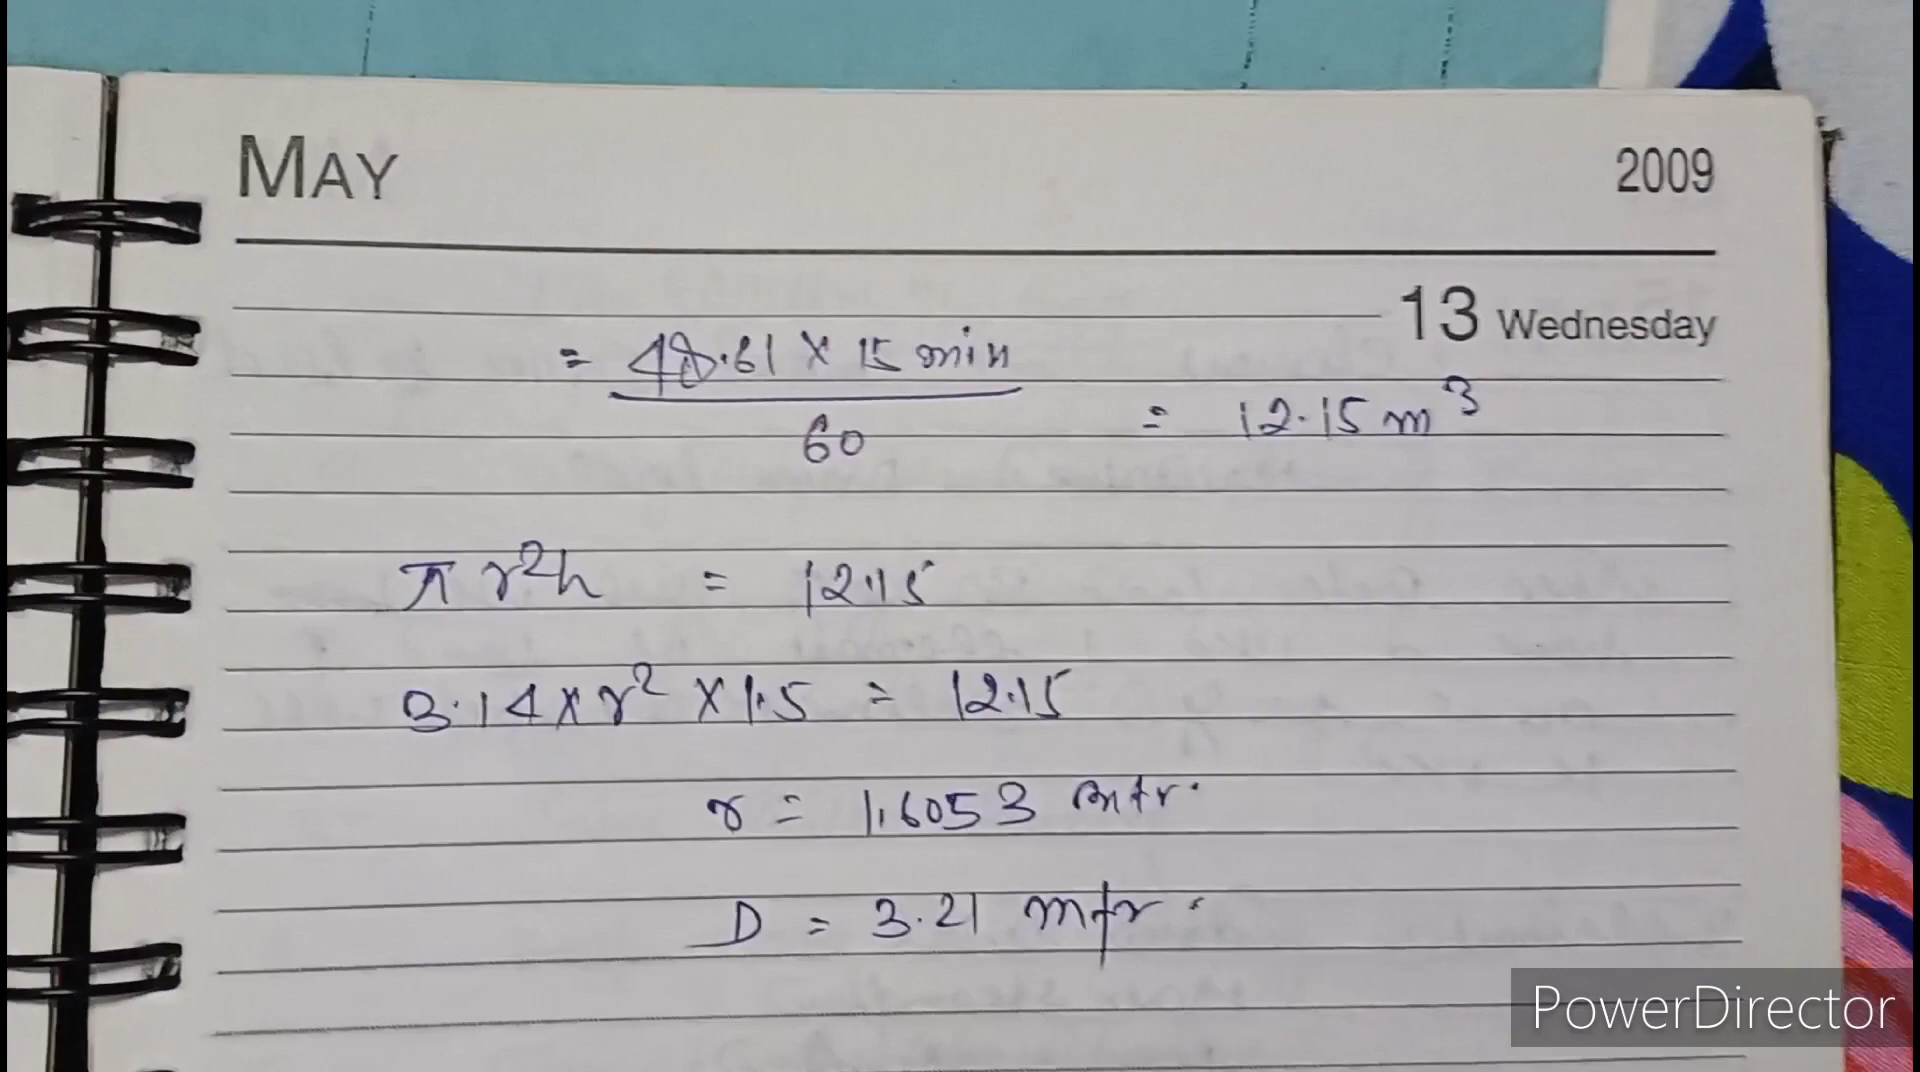 MAY 2009
13 Wednesday
= 48.61 × 15 min
60
= 12.15 m³
π r²h = 12.15
3.14 × r² × 1.5 = 12.15
r = 1.6053 mtr.
D = 3.21 mtr.
PowerDirector